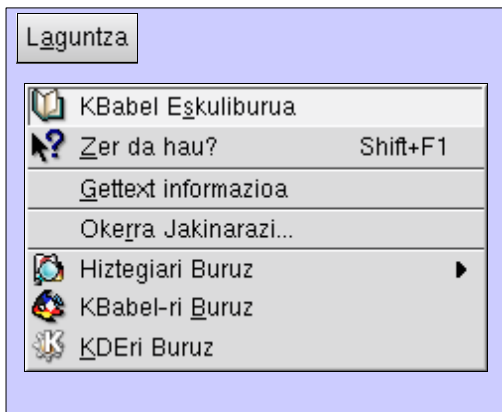 Laguntza
KBabel Eskuliburua
Zer da hau? Shift+F1
Gettext informazioa
Okerra Jakinarazi...
Hiztegiari Buruz
KBabel-ri Buruz
KDEri Buruz